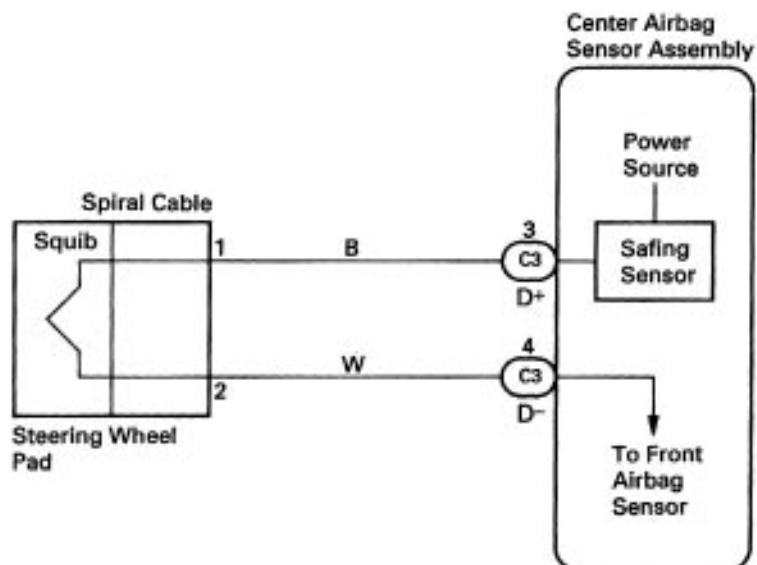 Center Airbag
Sensor Assembly
Power
Source
Spiral Cable
Squib
1
B
3
C3
D+
Safing
Sensor
2
W
4
C3
D−
Steering Wheel
Pad
To Front
Airbag
Sensor